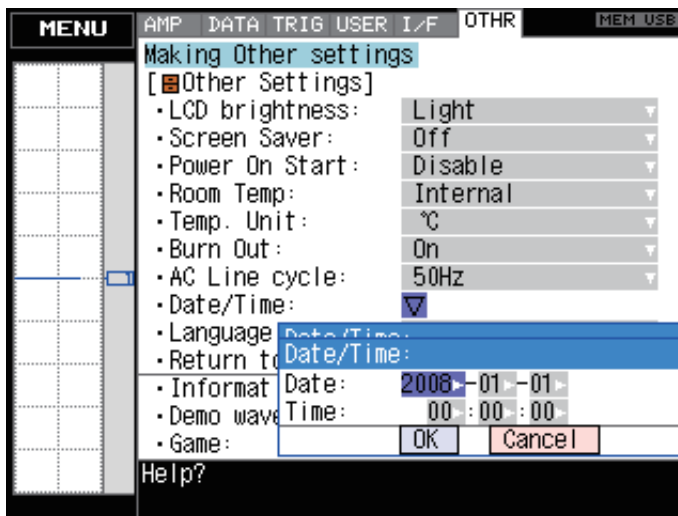 MENU
AMP DATA TRIG USER I/F OTHR MEM USB
Making Other settings
[Other Settings]
・LCD brightness: Light
・Screen Saver: Off
・Power On Start: Disable
・Room Temp: Internal
・Temp. Unit: ℃
・Burn Out: On
・AC Line cycle: 50Hz
・Date/Time:
・Language
・Return to
・Informat
・Demo wave
・Game:
Date/Time:
Date/Time:
Date: 2008-01-01
Time: 00:00:00
OK Cancel
Help?